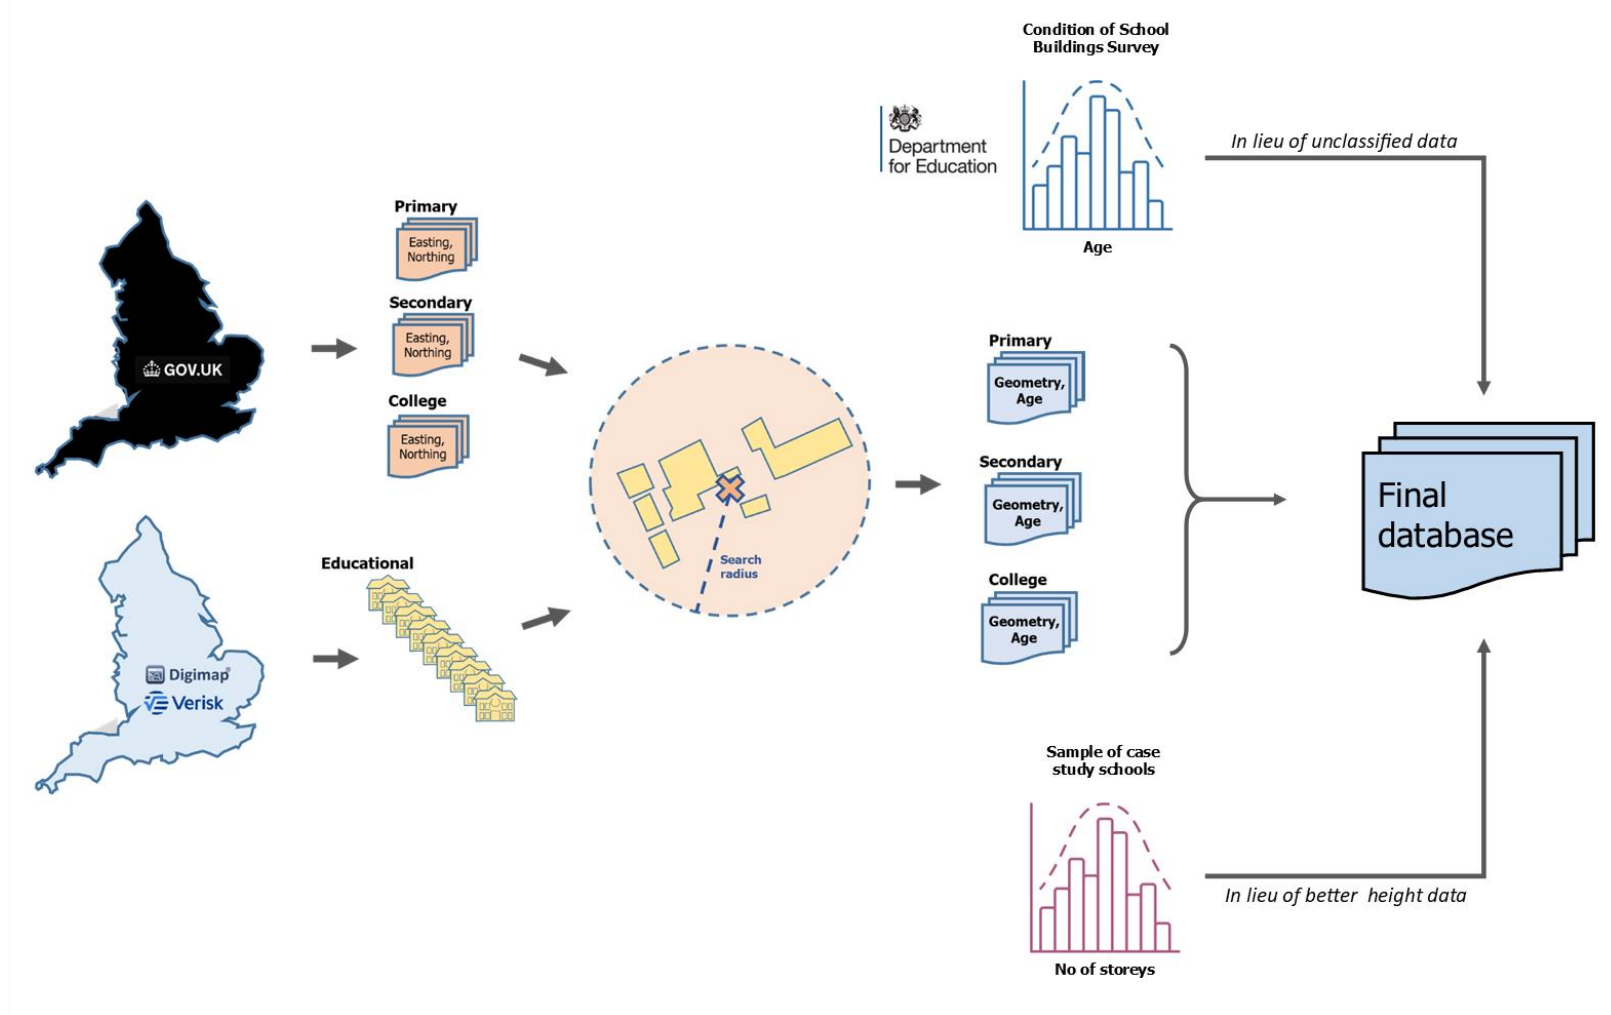 Condition of School
Buildings Survey
Department
for Education
Age
In lieu of unclassified data
GOV.UK
Primary
Easting,
Northing
Secondary
Easting,
Northing
College
Easting,
Northing
Digimap
Verisk
Educational
Search
radius
Primary
Geometry,
Age
Secondary
Geometry,
Age
College
Geometry,
Age
Final
database
Sample of case
study schools
No of storeys
In lieu of better height data